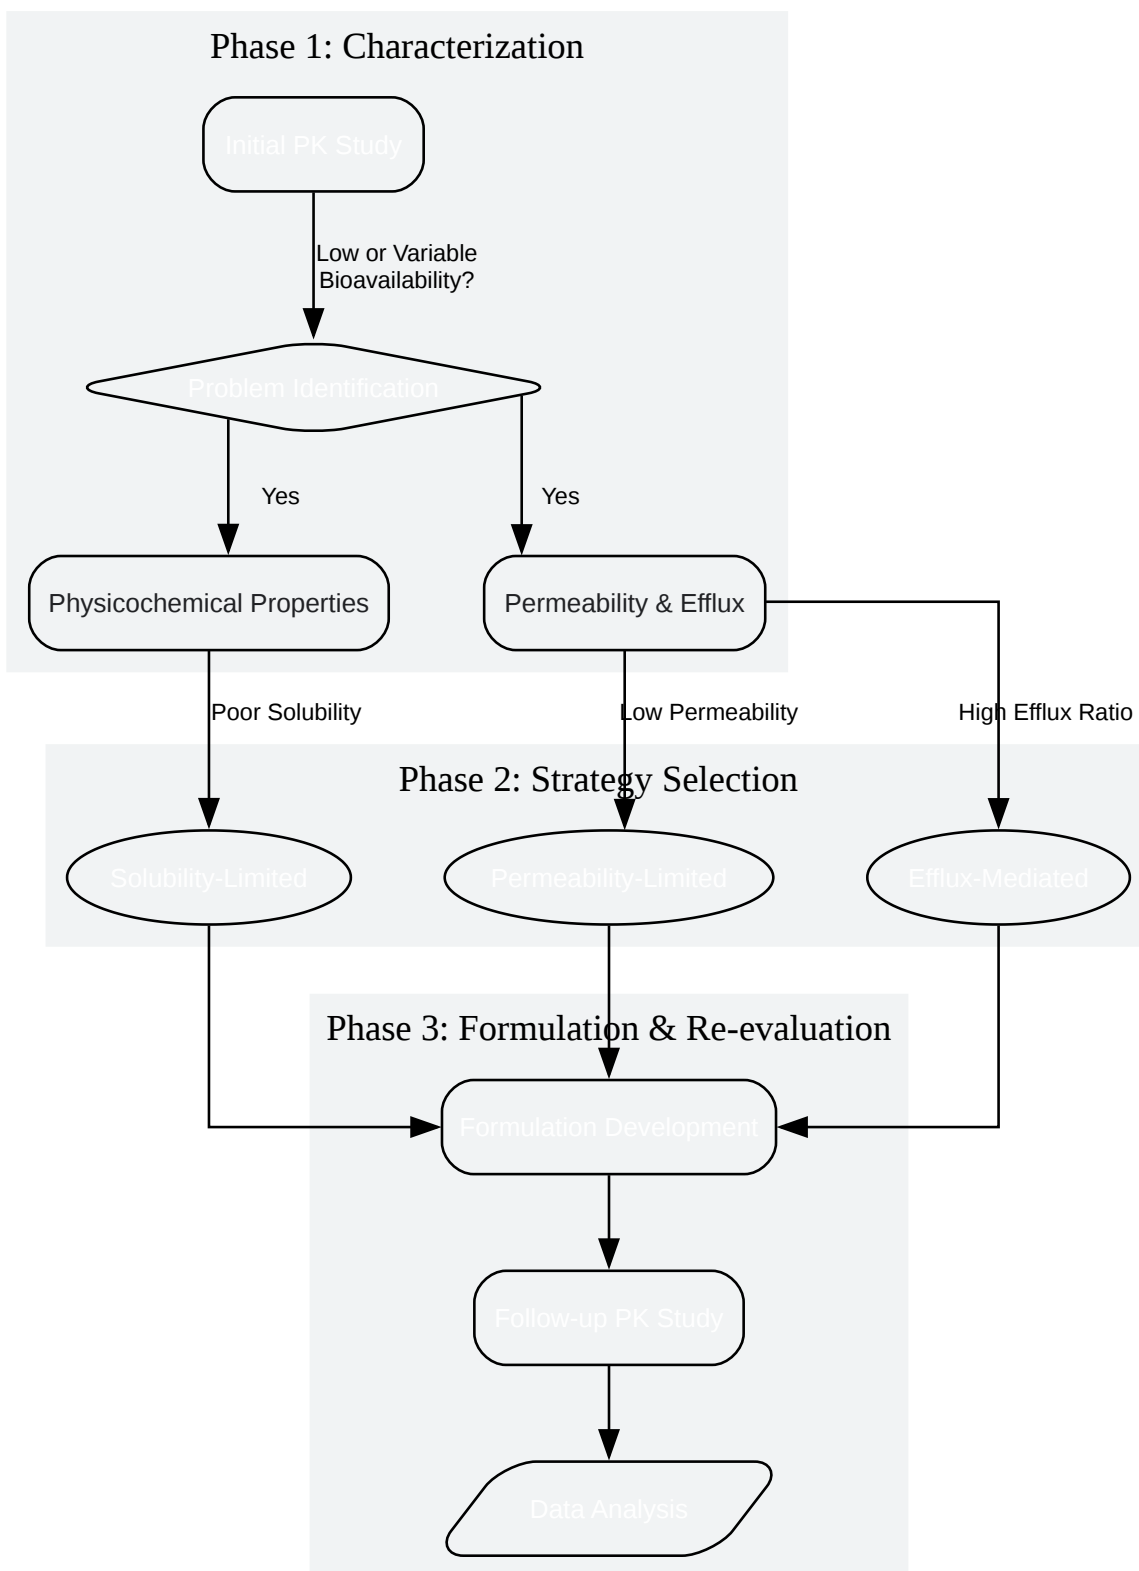 Phase 1: Characterization
Initial PK Study
Low or Variable
Bioavailability?
Problem Identification
Yes
Yes
Physicochemical Properties
Permeability & Efflux
Poor Solubility
Low Permeability
High Efflux Ratio
Phase 2: Strategy Selection
Solubility-Limited
Permeability-Limited
Efflux-Mediated
Phase 3: Formulation & Re-evaluation
Formulation Development
Follow-up PK Study
Data Analysis